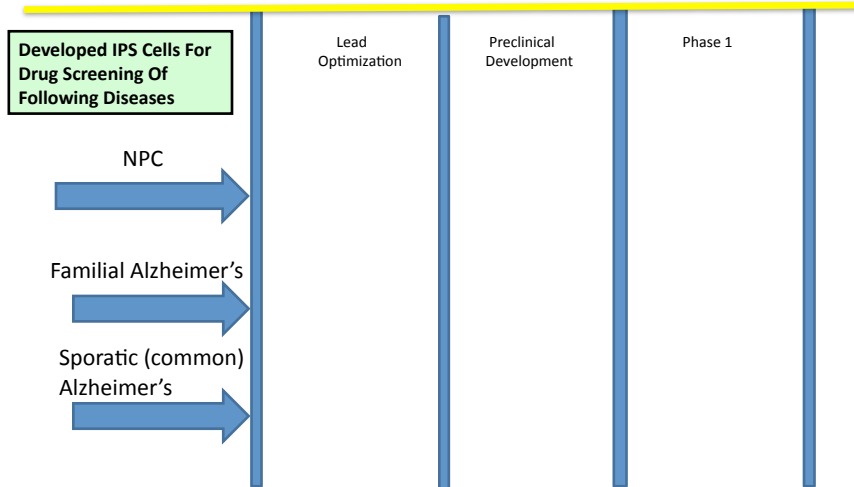 Developed IPS Cells For
Drug Screening Of
Following Diseases
Lead
Optimization
Preclinical
Development
Phase 1
NPC
Familial Alzheimer's
Sporatic (common)
Alzheimer's